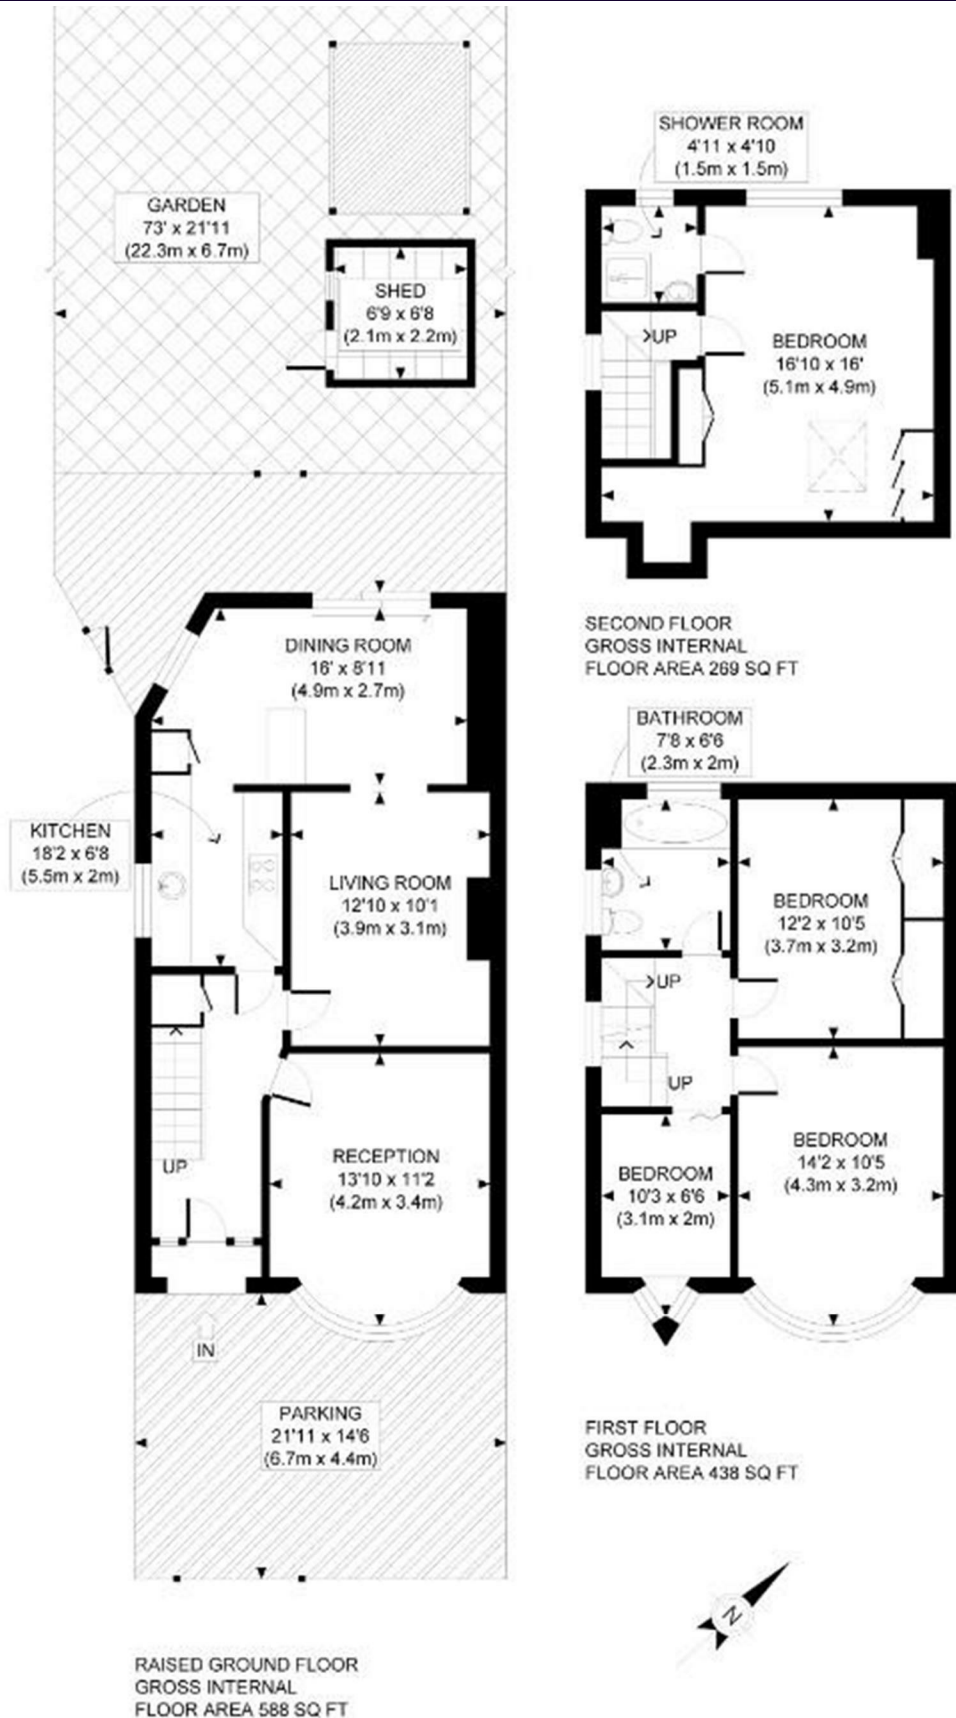 GARDEN
73' x 21'11
(22.3m x 6.7m)
SHED
6'9 x 6'8
(2.1m x 2.2m)
DINING ROOM
16' x 8'11
(4.9m x 2.7m)
KITCHEN
18'2 x 6'8
(5.5m x 2m)
LIVING ROOM
12'10 x 10'1
(3.9m x 3.1m)
RECEPTION
13'10 x 11'2
(4.2m x 3.4m)
UP
IN
PARKING
21'11 x 14'6
(6.7m x 4.4m)
RAISED GROUND FLOOR
GROSS INTERNAL
FLOOR AREA 588 SQ FT
SHOWER ROOM
4'11 x 4'10
(1.5m x 1.5m)
UP
BEDROOM
16'10 x 16'
(5.1m x 4.9m)
SECOND FLOOR
GROSS INTERNAL
FLOOR AREA 269 SQ FT
BATHROOM
7'8 x 6'6
(2.3m x 2m)
BEDROOM
12'2 x 10'5
(3.7m x 3.2m)
UP
UP
BEDROOM
14'2 x 10'5
(4.3m x 3.2m)
BEDROOM
10'3 x 6'6
(3.1m x 2m)
FIRST FLOOR
GROSS INTERNAL
FLOOR AREA 438 SQ FT
N